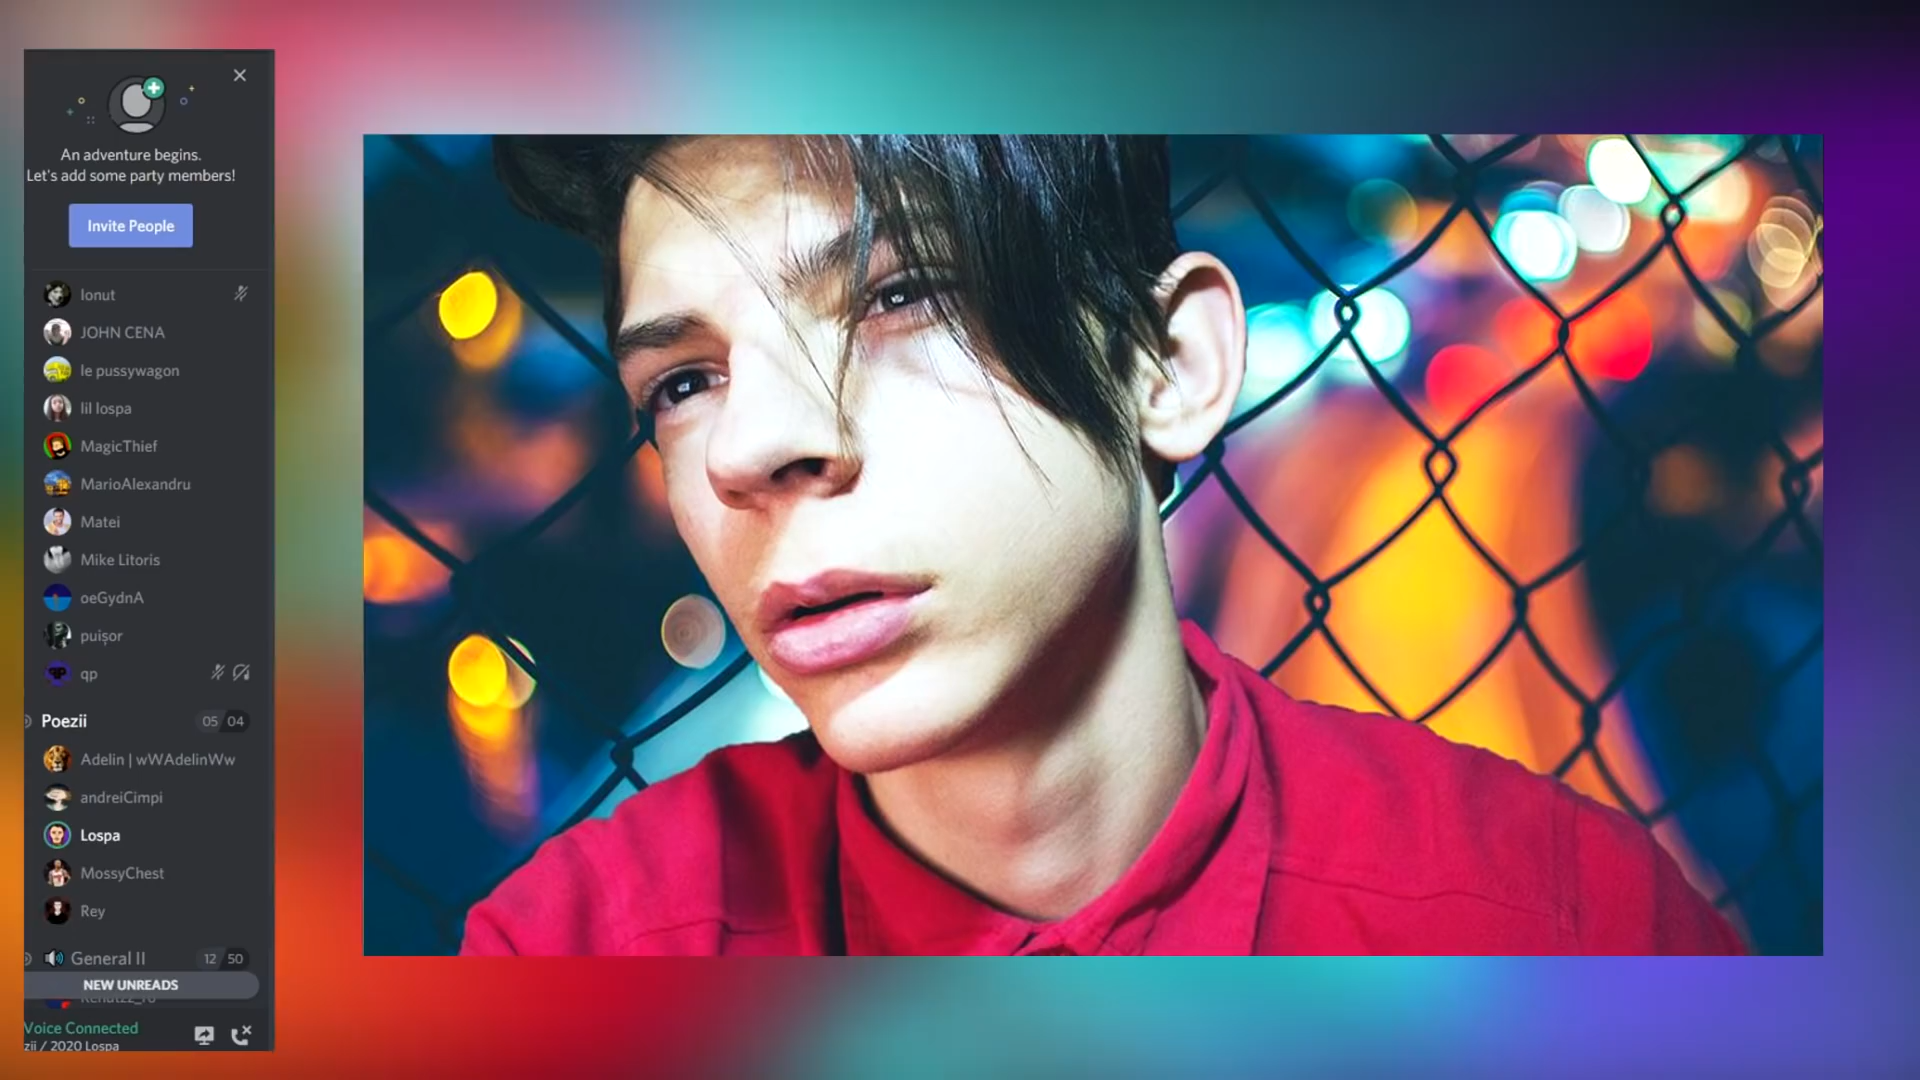 An adventure begins.
Let's add some party members!
Invite People
Ionut
JOHN CENA
le pussywagon
lil lospa
MagicThief
MarioAlexandru
Matei
Mike Litoris
oeGydnA
puișor
qp
Poezii 05 04
Adelin | wWAdelinWw
andreiCimpi
Lospa
MossyChest
Rey
General II 12 50
NEW UNREADS
Voice Connected
zii / 2020 Lospa